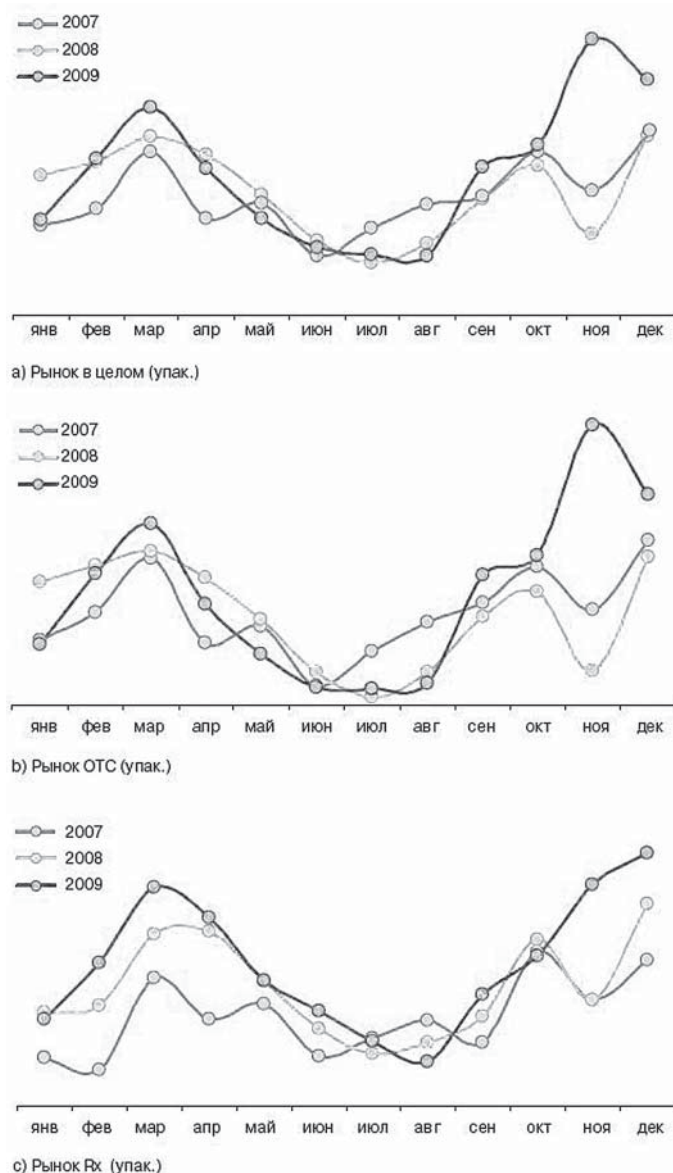 2007
2008
2009
янв фев мар апр май июн июл авг сен окт ноя дек
a) Рынок в целом (упак.)
2007
2008
2009
янв фев мар апр май июн июл авг сен окт ноя дек
b) Рынок ОТС (упак.)
2007
2008
2009
янв фев мар апр май июн июл авг сен окт ноя дек
c) Рынок Rx (упак.)